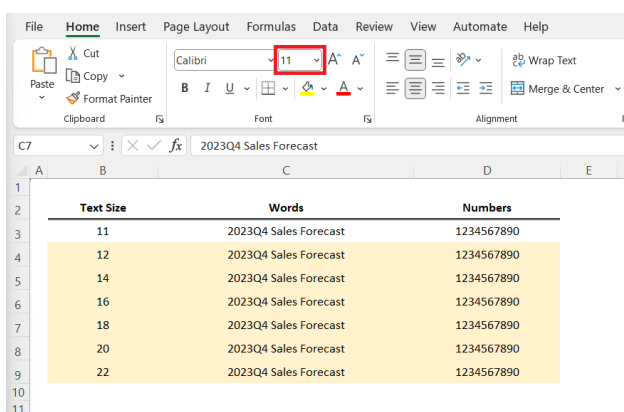 File Home Insert Page Layout Formulas Data Review View Automate Help
Paste
Cut
Copy
Format Painter
Clipboard
Calibri 11 A^ Aˇ
B I U A
Font
ab Wrap Text
Merge & Center
Alignment
C7 fx 2023Q4 Sales Forecast
A B C D E
1
2 Text Size Words Numbers
3 11 2023Q4 Sales Forecast 1234567890
4 12 2023Q4 Sales Forecast 1234567890
5 14 2023Q4 Sales Forecast 1234567890
6 16 2023Q4 Sales Forecast 1234567890
7 18 2023Q4 Sales Forecast 1234567890
8 20 2023Q4 Sales Forecast 1234567890
9 22 2023Q4 Sales Forecast 1234567890
10
11